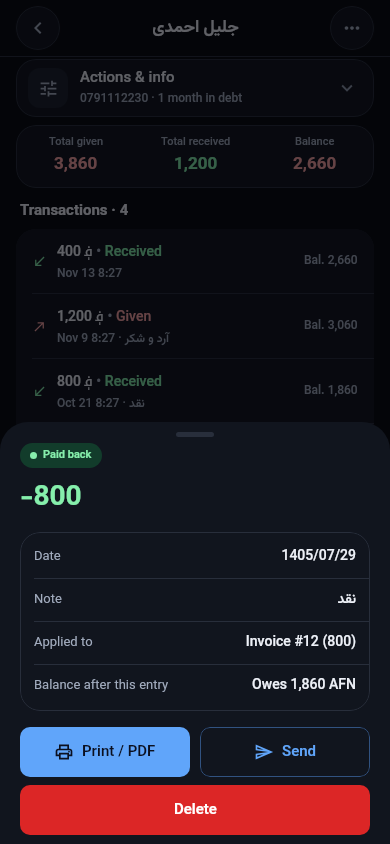 جلیل احمدی
Actions & info
0791112230 · 1 month in debt
Total given
Total received
Balance
3,860
1,200
2,660
Transactions · 4
400 ؋ · Received
Bal. 2,660
Nov 13 8:27
1,200 ؋ · Given
Bal. 3,060
Nov 9 8:27 · آرد و شکر
800 ؋ · Received
Bal. 1,860
Oct 21 8:27 · نقد
Paid back
−800
Date 1405/07/29
Note نقد
Applied to Invoice #12 (800)
Balance after this entry Owes 1,860 AFN
Print / PDF
Send
Delete